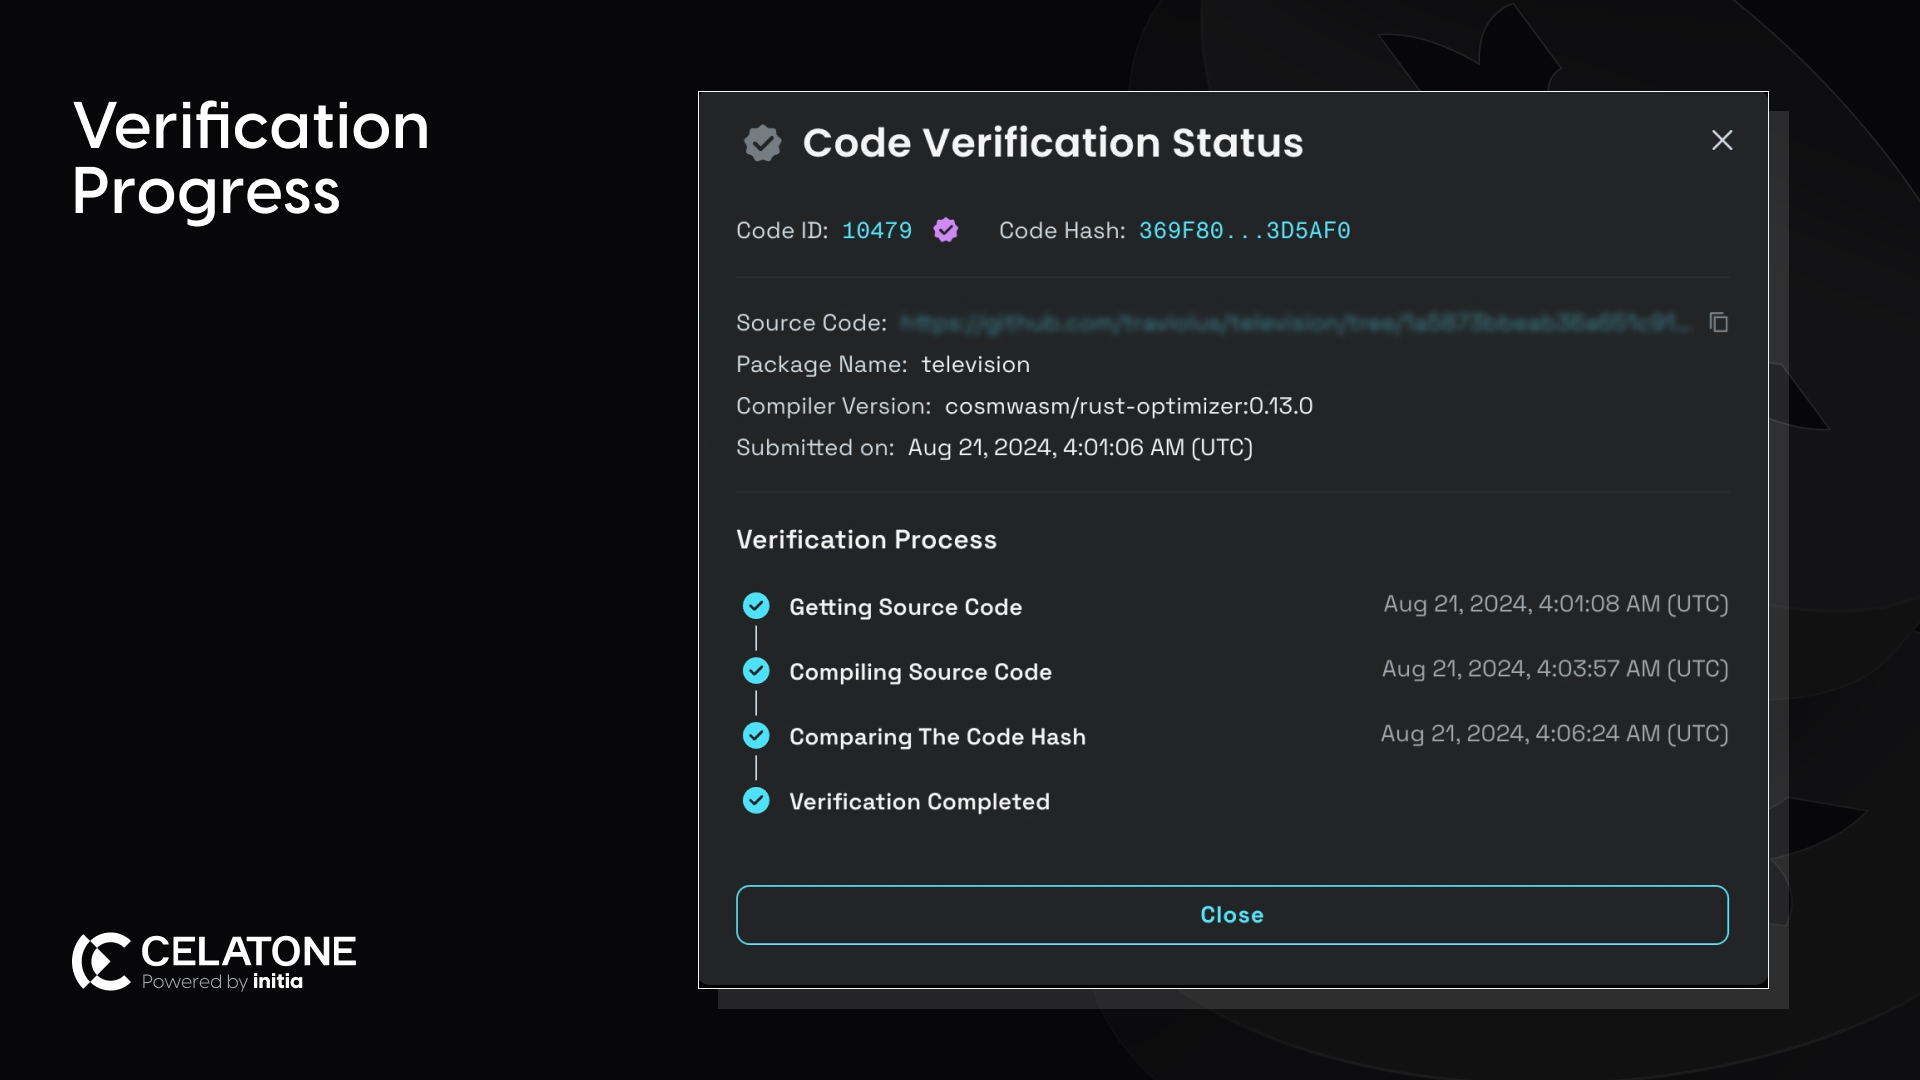 Verification
Progress
Code Verification Status
Code ID: 10479 Code Hash: 369F80...3D5AF0
Source Code:
Package Name: television
Compiler Version: cosmwasm/rust-optimizer:0.13.0
Submitted on: Aug 21, 2024, 4:01:06 AM (UTC)
Verification Process
Getting Source Code Aug 21, 2024, 4:01:08 AM (UTC)
Compiling Source Code Aug 21, 2024, 4:03:57 AM (UTC)
Comparing The Code Hash Aug 21, 2024, 4:06:24 AM (UTC)
Verification Completed
Close
CELATONE
Powered by initia